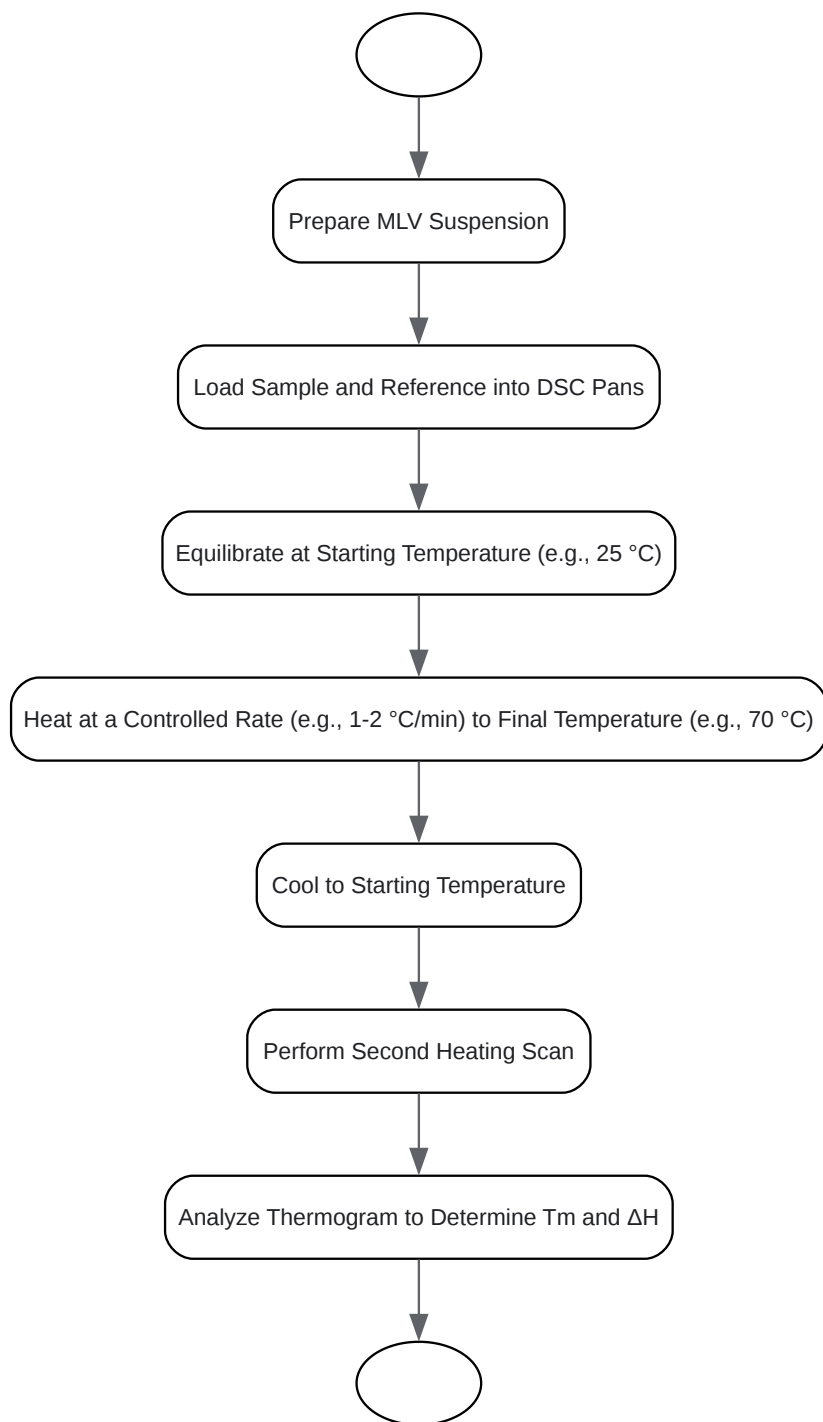 Prepare MLV Suspension
Load Sample and Reference into DSC Pans
Equilibrate at Starting Temperature (e.g., 25 °C)
Heat at a Controlled Rate (e.g., 1-2 °C/min) to Final Temperature (e.g., 70 °C)
Cool to Starting Temperature
Perform Second Heating Scan
Analyze Thermogram to Determine Tm and ΔH